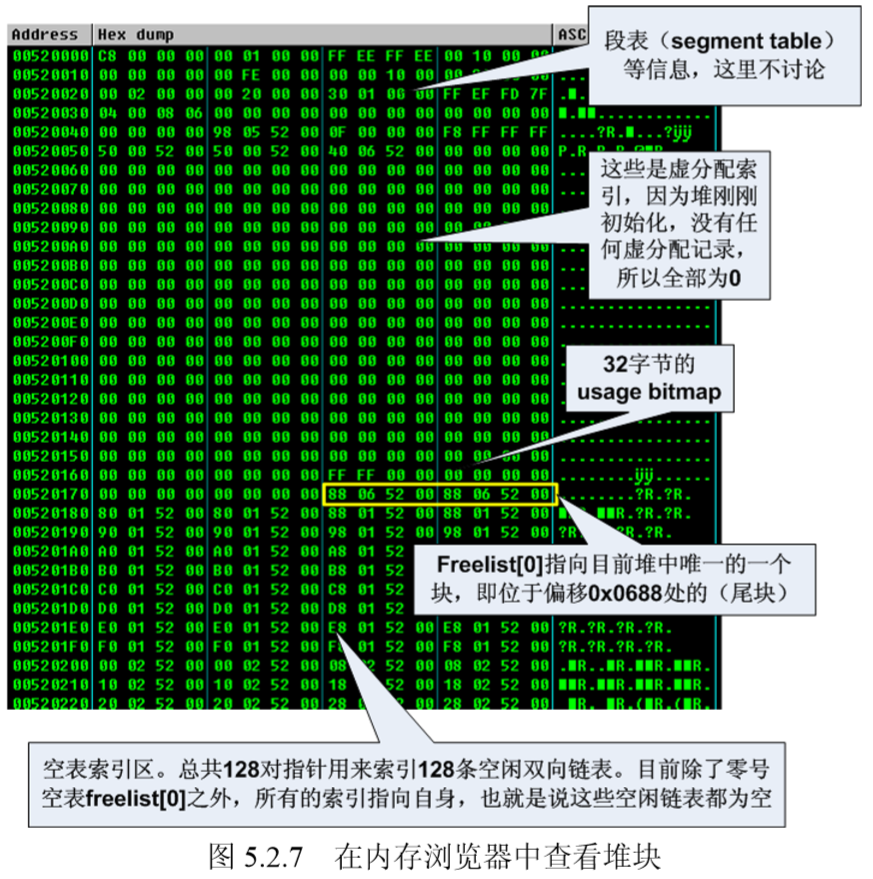 Address Hex dump ASC
00520000 C8 00 00 00 00 01 00 00 FF EE FF EE 00 10 00 00
00520010 00 00 00 00 00 FE 00 00 00 00 10 00 00
00520020 00 02 00 00 00 20 00 00 30 01 06 00 FF EF FD 7F
00520030 04 00 08 06 00 00 00 00 00 00 00 00 00 00 00 00
00520040 00 00 00 00 98 05 52 00 0F 00 00 00 F8 FF FF FF ....?R.■...?ÿÿ
00520050 50 00 52 00 50 00 52 00 40 06 52 00 00 00 00 00
00520060 00 00 00 00 00 00 00 00 00 00 00 00 00 00 00 00
00520070 00 00 00 00 00 00 00 00 00 00 00 00 00 00 00 00
00520080 00 00 00 00 00 00 00 00 00 00 00 00 00 00 00 00
00520090 00 00 00 00 00 00 00 00 00 00 00 00 00 00 00 00
005200A0 00 00 00 00 00 00 00 00 00 00 00 00 00 00 00 00
005200B0 00 00 00 00 00 00 00 00 00 00 00 00 00 00 00 00
005200C0 00 00 00 00 00 00 00 00 00 00 00 00 00 00 00 00
005200D0 00 00 00 00 00 00 00 00 00 00 00 00 00 00 00 00
005200E0 00 00 00 00 00 00 00 00 00 00 00 00 00 00 00 00 ................
005200F0 00 00 00 00 00 00 00 00 00 00 00 00 00 00 00 00 ................
00520100 00 00 00 00 00 00 00 00 00 00 00 00 00 00 00 00
00520110 00 00 00 00 00 00 00 00 00 00 00 00 00 00 00 00
00520120 00 00 00 00 00 00 00 00 00 00 00 00 00 00 00 00
00520130 00 00 00 00 00 00 00 00 00 00 00 00 00 00 00 00
00520140 00 00 00 00 00 00 00 00 00 00 00 00 00 00 00 00 ................
00520150 00 00 00 00 00 00 00 00 00 00 00 00 00 00 00 00 ................
00520160 00 00 00 00 00 00 00 00 FF FF 00 00 00 00 00 00 ........ÿÿ......
00520170 00 00 00 00 00 00 00 00 88 06 52 00 88 06 52 00 ........?R.?R.
00520180 80 01 52 00 80 01 52 00 88 01 52 00 88 01 52 00
00520190 90 01 52 00 90 01 52 00 98 01 52 00 98 01 52 00 ?R.?R.?R.?R.
005201A0 A0 01 52 00 A0 01 52 00 A8 01 52
005201B0 B0 01 52 00 B0 01 52 00 B8 01 52
005201C0 C0 01 52 00 C0 01 52 00 C8 01 52
005201D0 D0 01 52 00 D0 01 52 00 D8 01 52
005201E0 E0 01 52 00 E0 01 52 00 E8 01 52 00 E8 01 52 00 ?R.?R.?R.?R.
005201F0 F0 01 52 00 F0 01 52 00 01 52 00 F8 01 52 00 ?R.?R.?R.?R.
00520200 00 02 52 00 00 02 52 00 52 00 08 02 52 00
00520210 10 02 52 00 10 02 52 00 18 52 00 18 02 52 00
00520220 20 02 52 00 20 02 52 00 28 52 00 28 02 52 00
段表（segment table）
等信息，这里不讨论
这些是虚分配索
引，因为堆刚刚
初始化，没有任
何虚分配记录，
所以全部为0
32字节的
usage bitmap
Freelist[0]指向目前堆中唯一的一个
块，即位于偏移0x0688处的（尾块）
空表索引区。总共128对指针用来索引128条空闲双向链表。目前除了零号
空表freelist[0]之外，所有的索引指向自身，也就是说这些空闲链表都为空
图 5.2.7 在内存浏览器中查看堆块